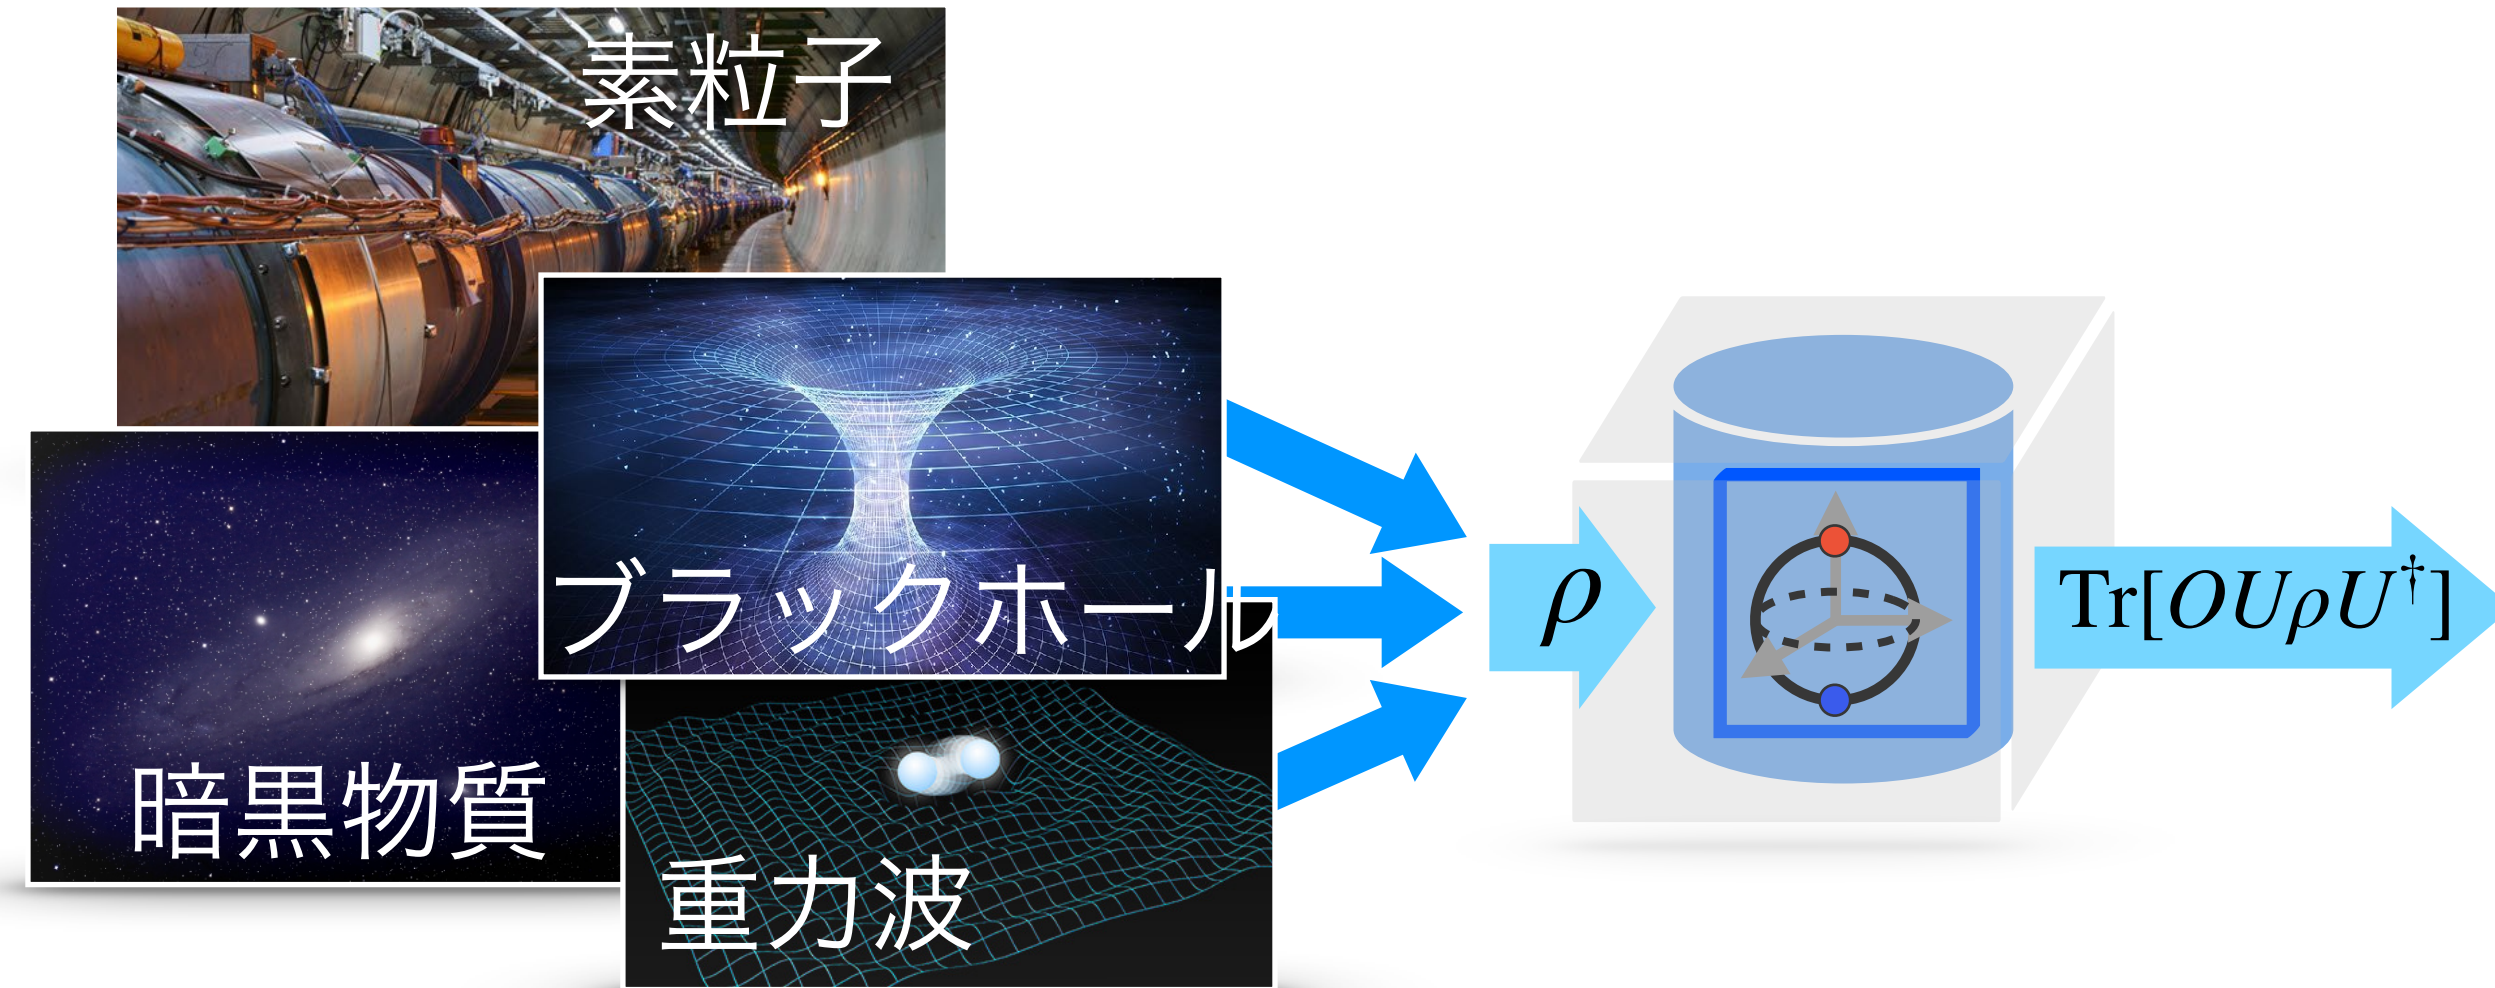 素粒子
ブラックホール
暗黒物質
重力波
ρ
Tr[OUρU†]